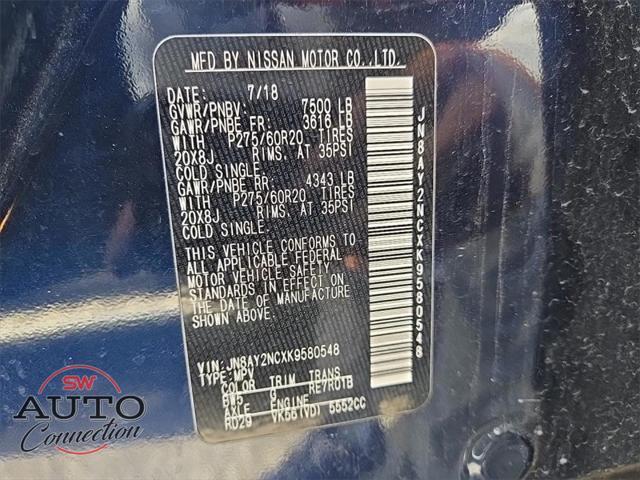 MFD BY NISSAN MOTOR CO.,LTD.
DATE: 7/18
GVWR/PNBV: 7500 LB
GAWR/PNBE FR: 3616 LB
WITH P275/60R20 TIRES
20X8J RIMS, AT 35PSI
COLD SINGLE.
GAWR/PNBE RR: 4343 LB
WITH P275/60R20 TIRES
20X8J RIMS, AT 35PSI
COLD SINGLE.
THIS VEHICLE CONFORMS TO
ALL APPLICABLE FEDERAL
MOTOR VEHICLE SAFETY
STANDARDS IN EFFECT ON
THE DATE OF MANUFACTURE
SHOWN ABOVE.
VIN:JN8AY2NCXK9580548
TYPE:MPV
COLOR TRIM TRANS
BW5 G RE7R01B
AXLE ENGINE
RD29 VK56(VD) 5552CC
JN8AY2NCXK9580548
SW
AUTO
Connection